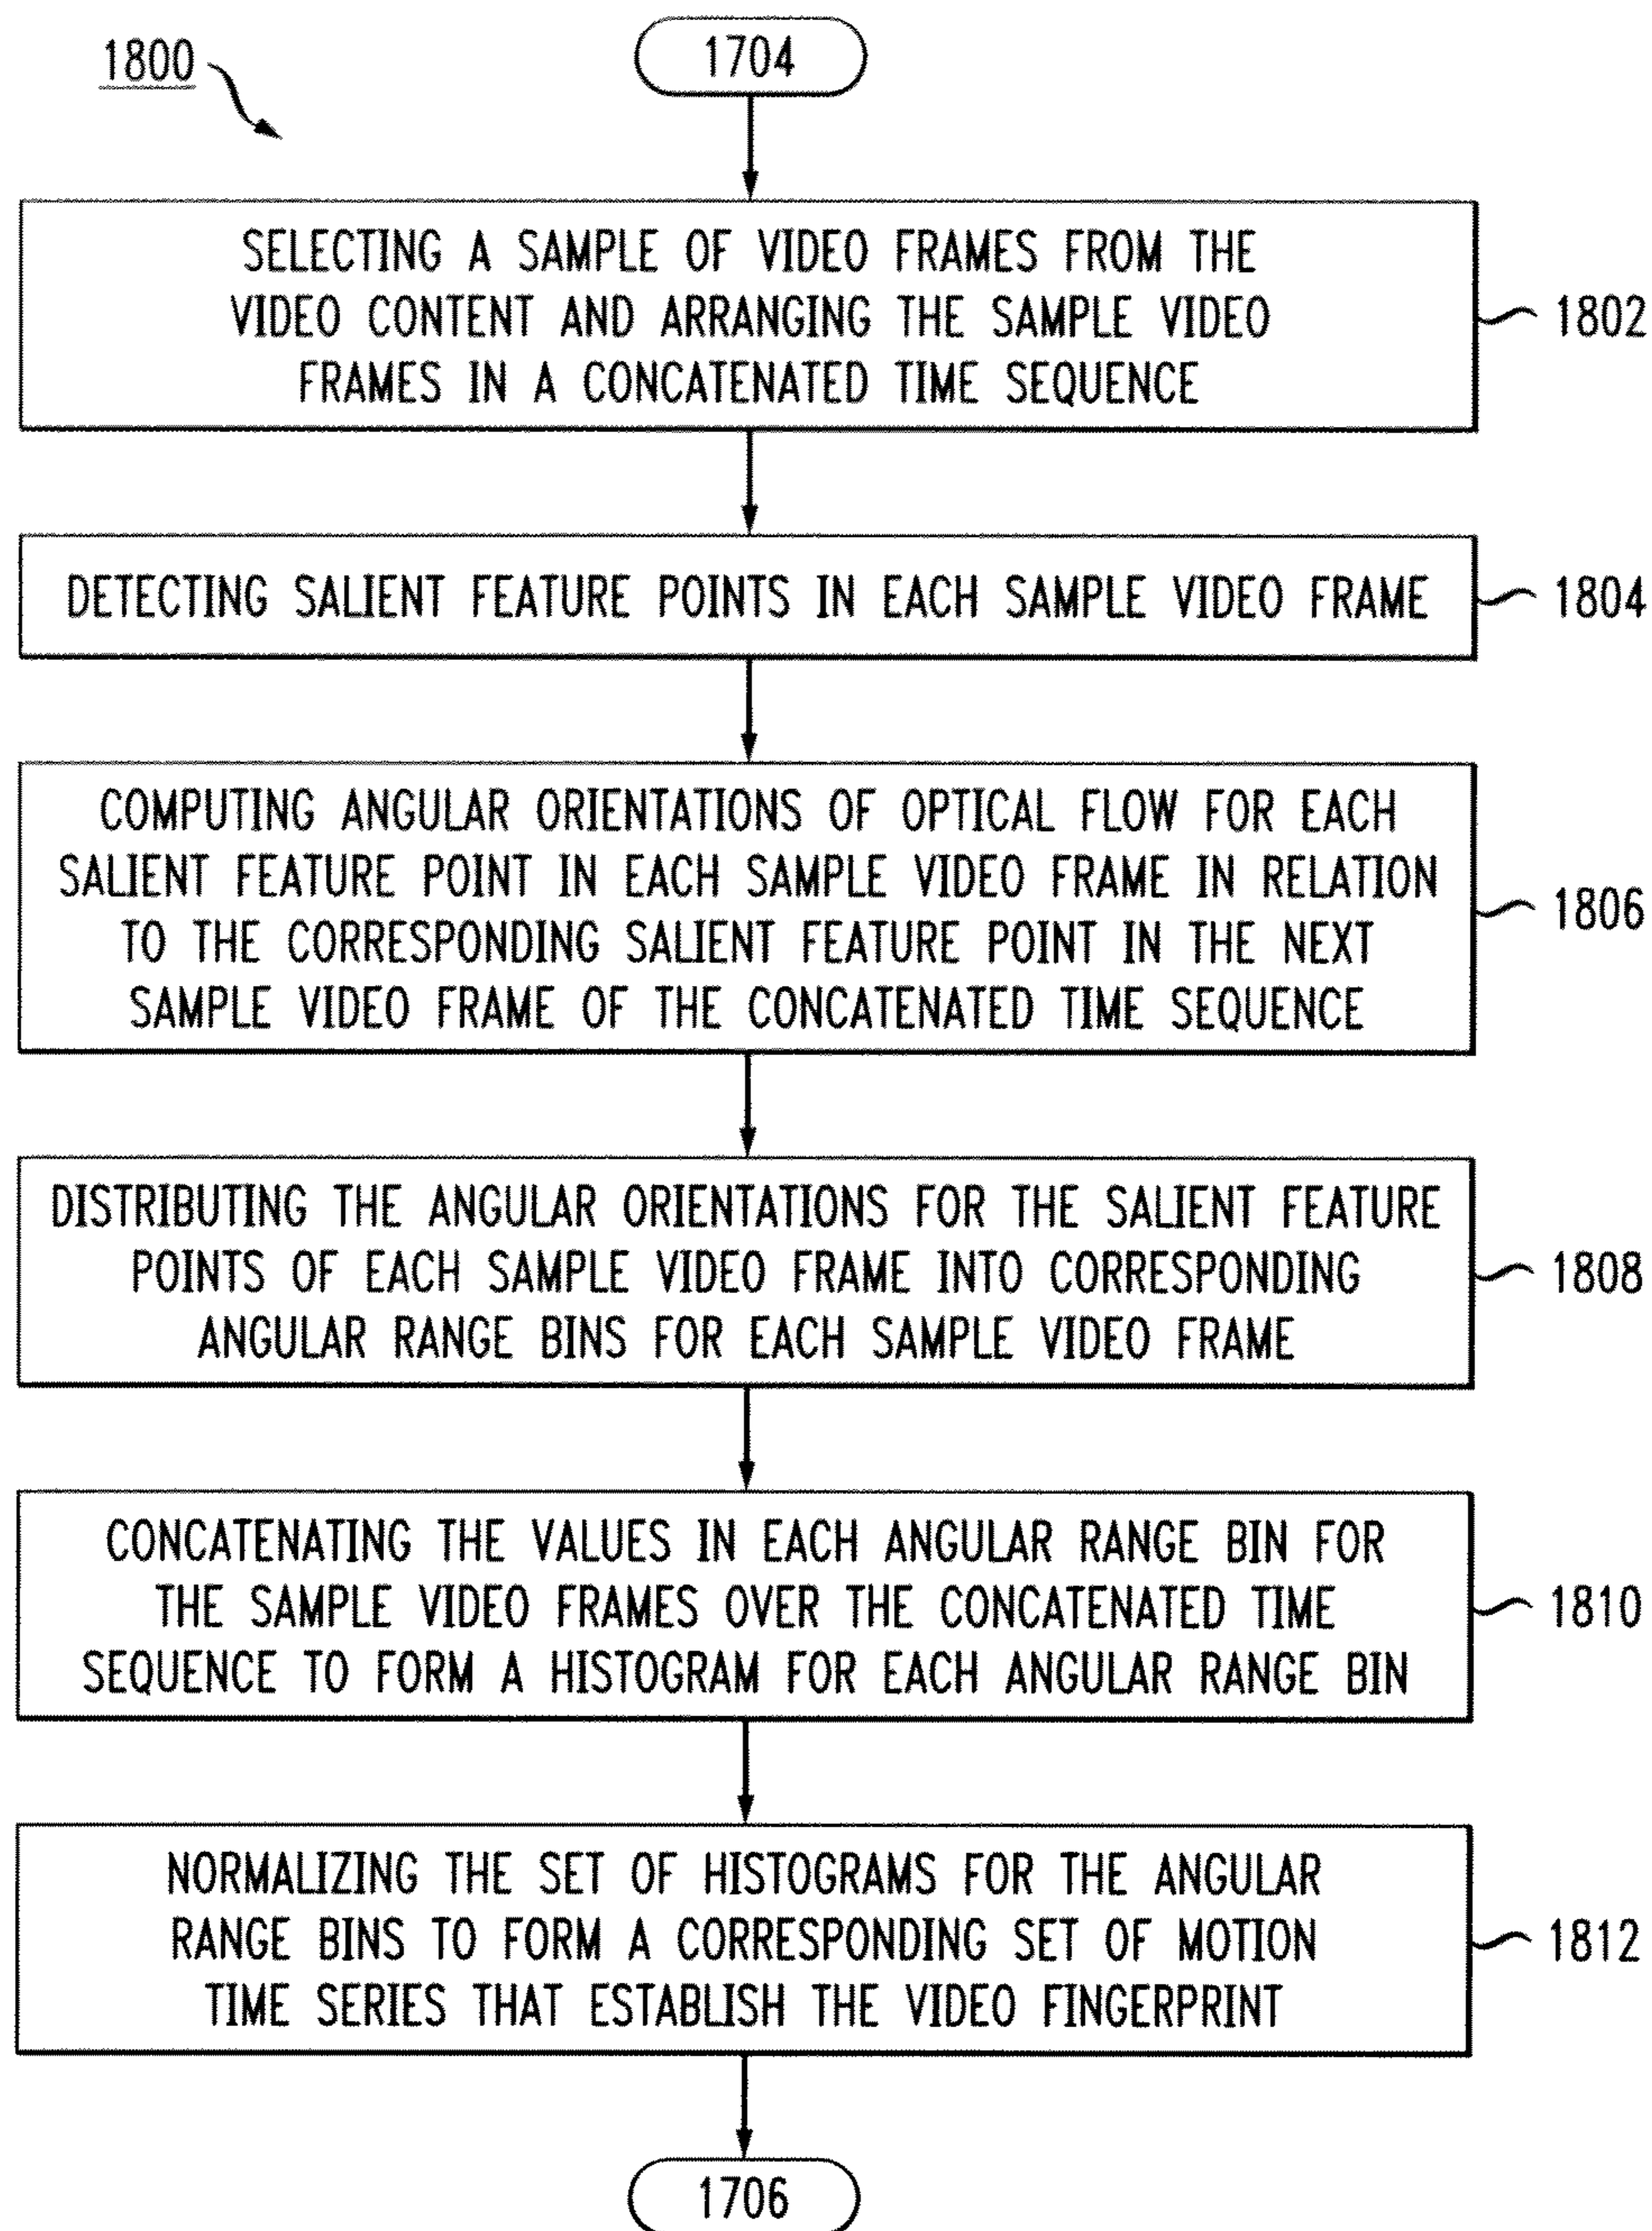 1800
1704
SELECTING A SAMPLE OF VIDEO FRAMES FROM THE
VIDEO CONTENT AND ARRANGING THE SAMPLE VIDEO
FRAMES IN A CONCATENATED TIME SEQUENCE
1802
DETECTING SALIENT FEATURE POINTS IN EACH SAMPLE VIDEO FRAME
1804
COMPUTING ANGULAR ORIENTATIONS OF OPTICAL FLOW FOR EACH
SALIENT FEATURE POINT IN EACH SAMPLE VIDEO FRAME IN RELATION
TO THE CORRESPONDING SALIENT FEATURE POINT IN THE NEXT
SAMPLE VIDEO FRAME OF THE CONCATENATED TIME SEQUENCE
1806
DISTRIBUTING THE ANGULAR ORIENTATIONS FOR THE SALIENT FEATURE
POINTS OF EACH SAMPLE VIDEO FRAME INTO CORRESPONDING
ANGULAR RANGE BINS FOR EACH SAMPLE VIDEO FRAME
1808
CONCATENATING THE VALUES IN EACH ANGULAR RANGE BIN FOR
THE SAMPLE VIDEO FRAMES OVER THE CONCATENATED TIME
SEQUENCE TO FORM A HISTOGRAM FOR EACH ANGULAR RANGE BIN
1810
NORMALIZING THE SET OF HISTOGRAMS FOR THE ANGULAR
RANGE BINS TO FORM A CORRESPONDING SET OF MOTION
TIME SERIES THAT ESTABLISH THE VIDEO FINGERPRINT
1812
1706